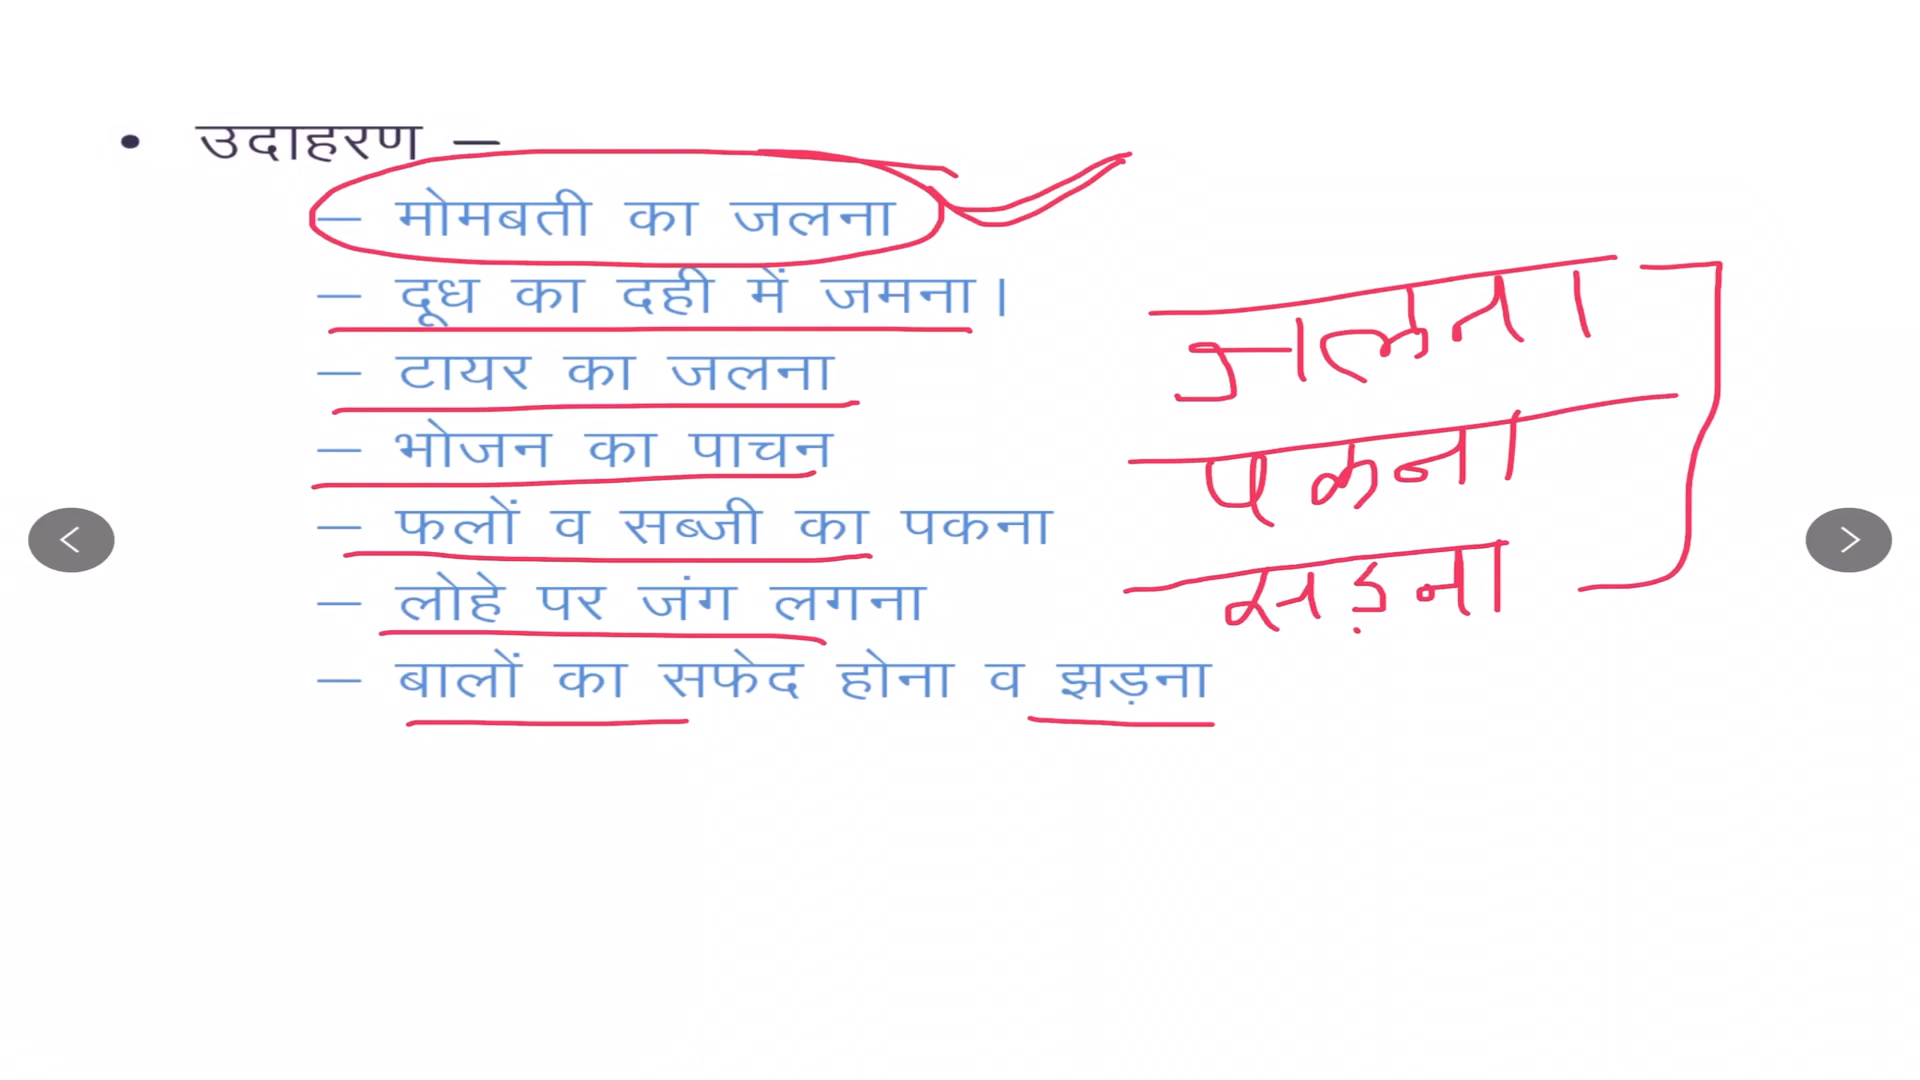 • उदाहरण –
– मोमबती का जलना
– दूध का दही में जमना।
– टायर का जलना
– भोजन का पाचन
– फलों व सब्जी का पकना
– लोहे पर जंग लगना
– बालों का सफेद होना व झड़ना
जलना
पकना
सड़ना